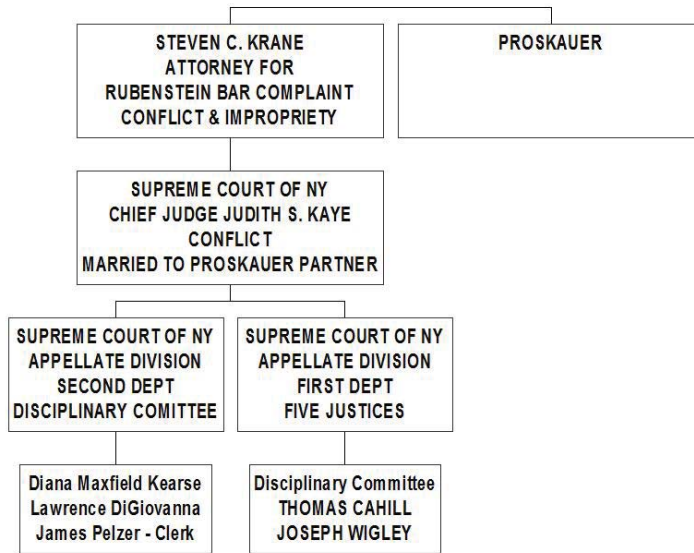 STEVEN C. KRANE
ATTORNEY FOR
RUBENSTEIN BAR COMPLAINT
CONFLICT & IMPROPRIETY
PROSKAUER
SUPREME COURT OF NY
CHIEF JUDGE JUDITH S. KAYE
CONFLICT
MARRIED TO PROSKAUER PARTNER
SUPREME COURT OF NY
APPELLATE DIVISION
SECOND DEPT
DISCIPLINARY COMITTEE
SUPREME COURT OF NY
APPELLATE DIVISION
FIRST DEPT
FIVE JUSTICES
Diana Maxfield Kearse
Lawrence DiGiovanna
James Pelzer - Clerk
Disciplinary Committee
THOMAS CAHILL
JOSEPH WIGLEY